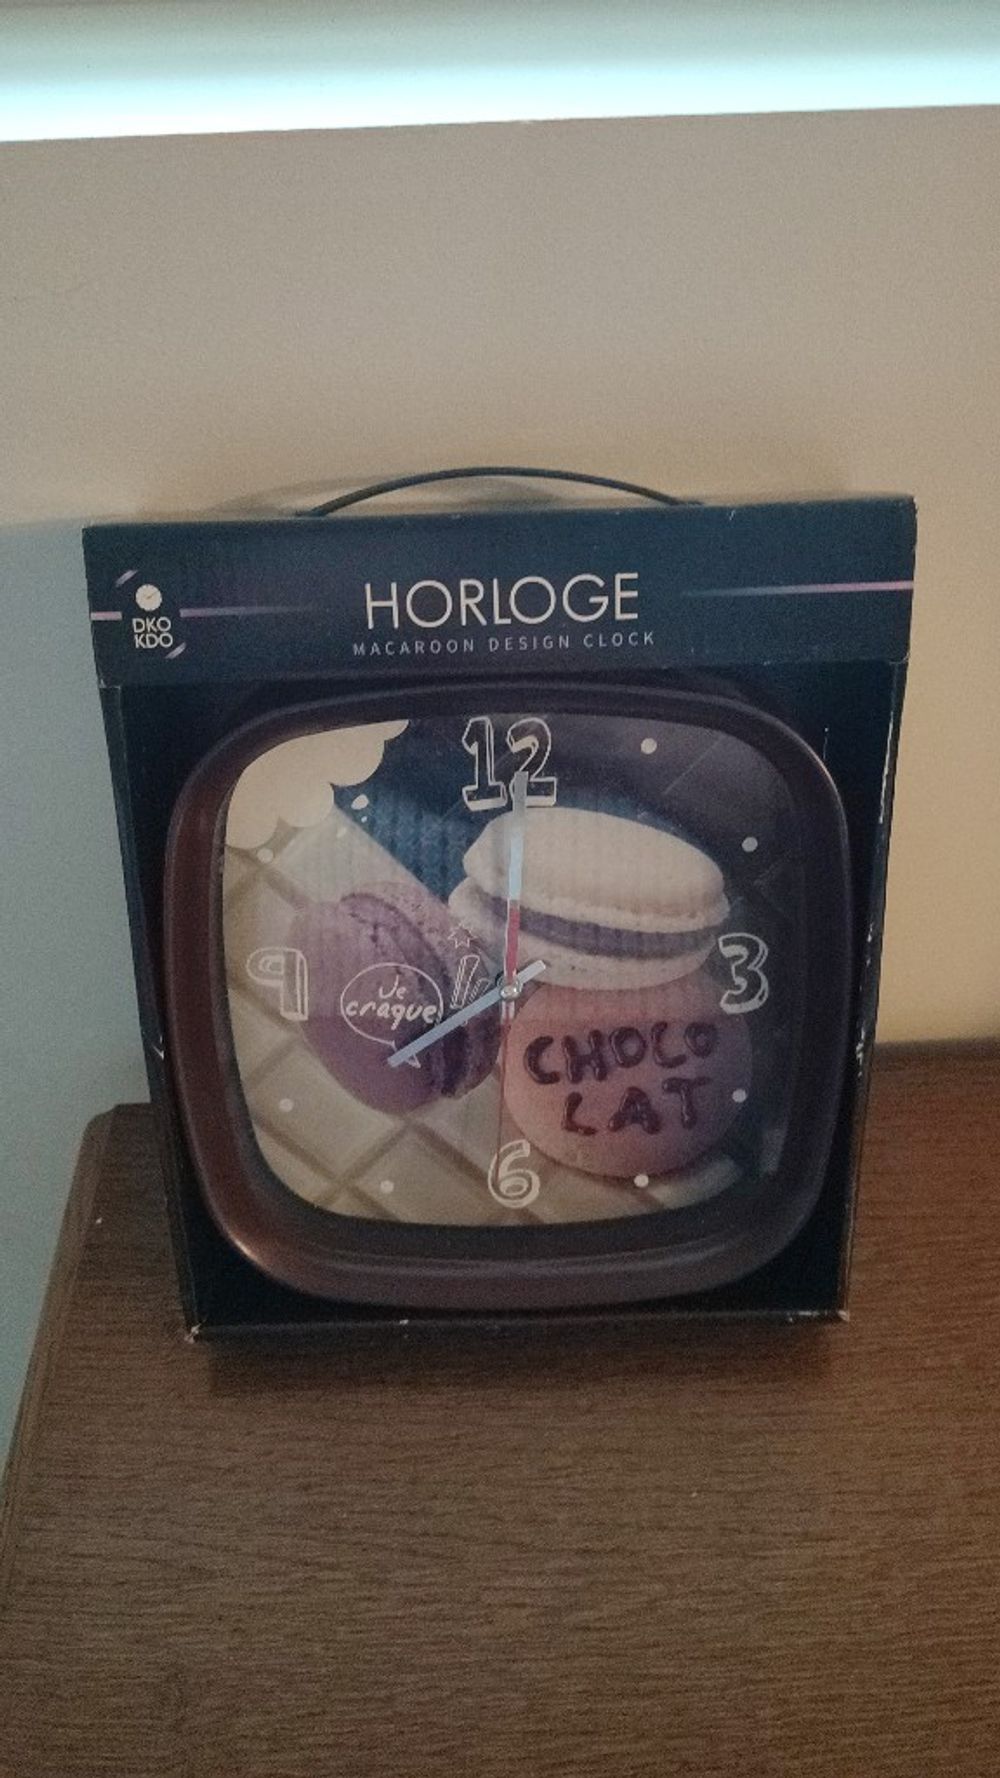 HORLOGE
MACAROON DESIGN CLOCK
DKO
KDO
12
9
3
Je
craque
CHOCO
LAT
6